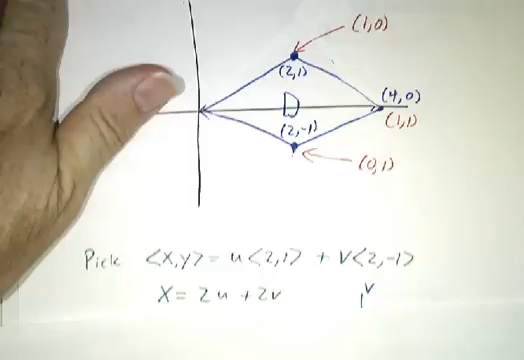 (1,0)
(2,1)
D
(4,0)
(2,-1)
(1,1)
(0,1)
Pick <x,y> = u<2,1> + v<2,-1>
x = 2u + 2v
v